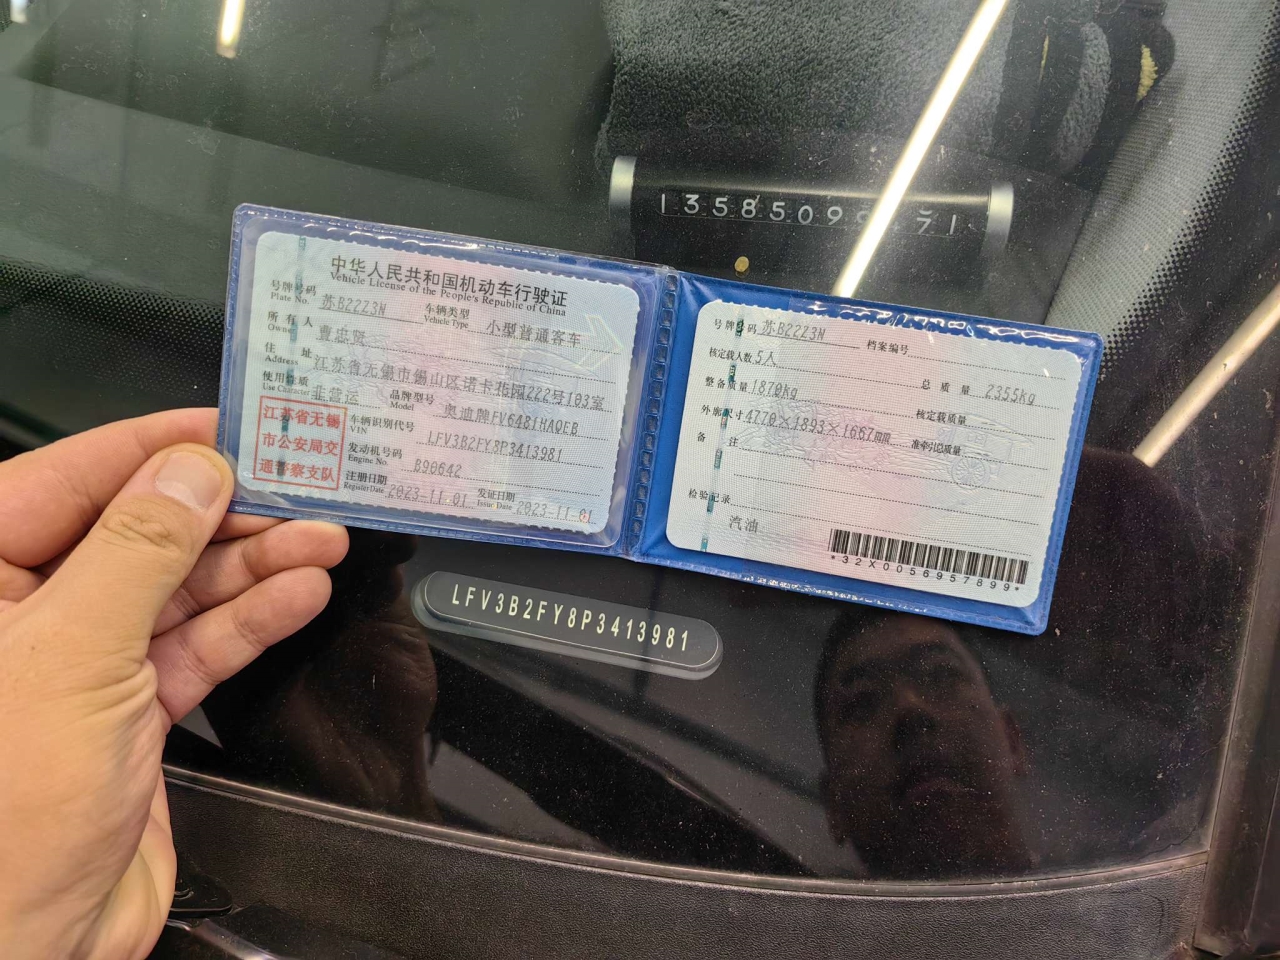 13585099 71
中华人民共和国机动车行驶证
Vehicle License of the People's Republic of China
号牌号码 苏B22Z3N 车辆类型 小型普通客车
Plate No. Vehicle Type
所有人 曹忠贤
Owner
住址 江苏省无锡市锡山区诺卡花园222号103室
Address
使用性质 非营运 品牌型号 奥迪牌FV6481HAQEB
Use Character Model
江苏省无锡
市公安局交
通警察支队
车辆识别代号 LFV3B2FY8P3413981
VIN
发动机号码 B90642
Engine No.
注册日期 2023-11-01 发证日期 2023-11-01
Register Date Issue Date
号牌号码 苏B22Z3N 档案编号
核定载人数 5人 总质量 2355kg
整备质量 1870kg 核定载质量
外廓尺寸 4770×1893×1667mm 准牵引总质量
备注
检验记录
汽油
*32X0056957899*
LFV3B2FY8P3413981